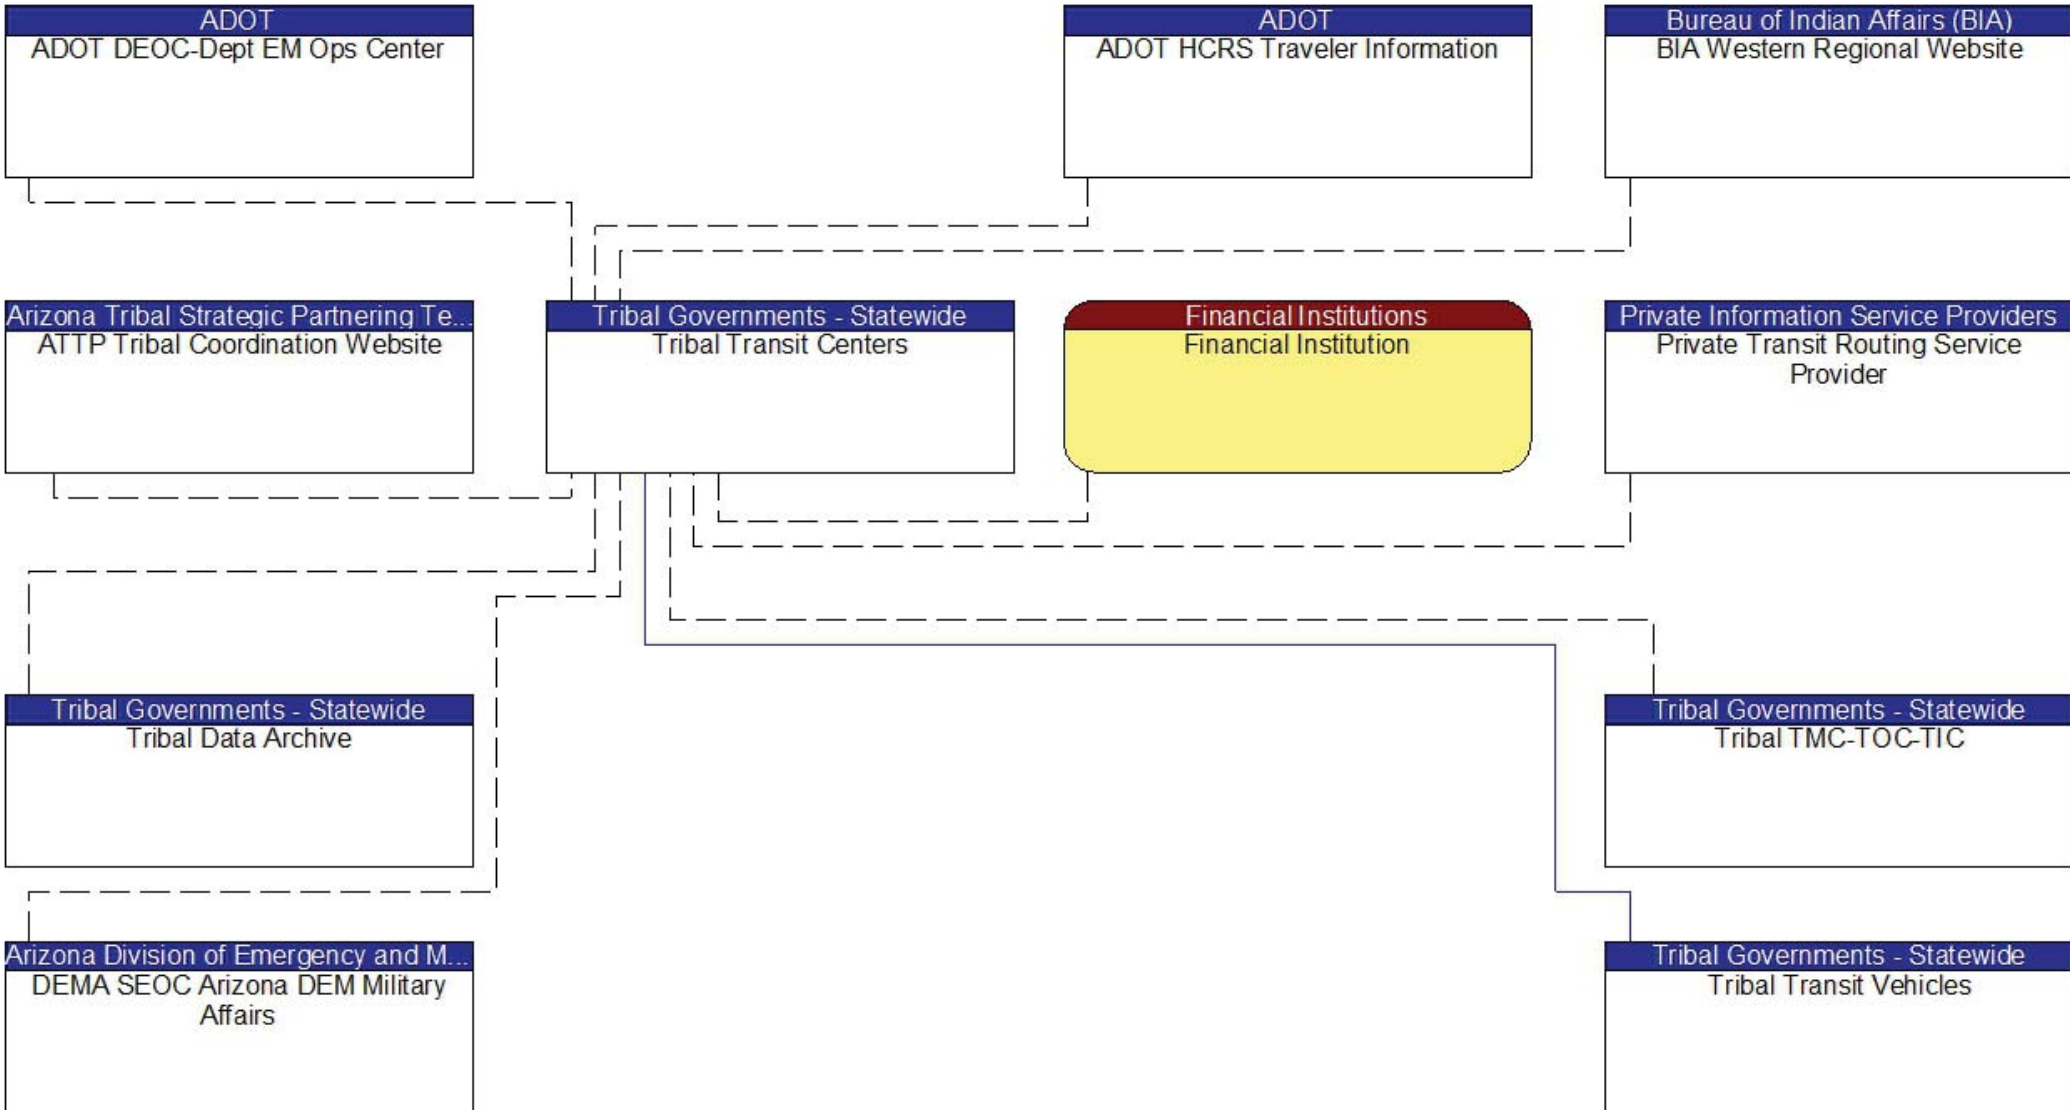 ADOT
ADOT DEOC-Dept EM Ops Center
ADOT
ADOT HCRS Traveler Information
Bureau of Indian Affairs (BIA)
BIA Western Regional Website
Arizona Tribal Strategic Partnering Te...
ATTP Tribal Coordination Website
Tribal Governments - Statewide
Tribal Transit Centers
Financial Institutions
Financial Institution
Private Information Service Providers
Private Transit Routing Service
Provider
Tribal Governments - Statewide
Tribal Data Archive
Tribal Governments - Statewide
Tribal TMC-TOC-TIC
Arizona Division of Emergency and M...
DEMA SEOC Arizona DEM Military
Affairs
Tribal Governments - Statewide
Tribal Transit Vehicles